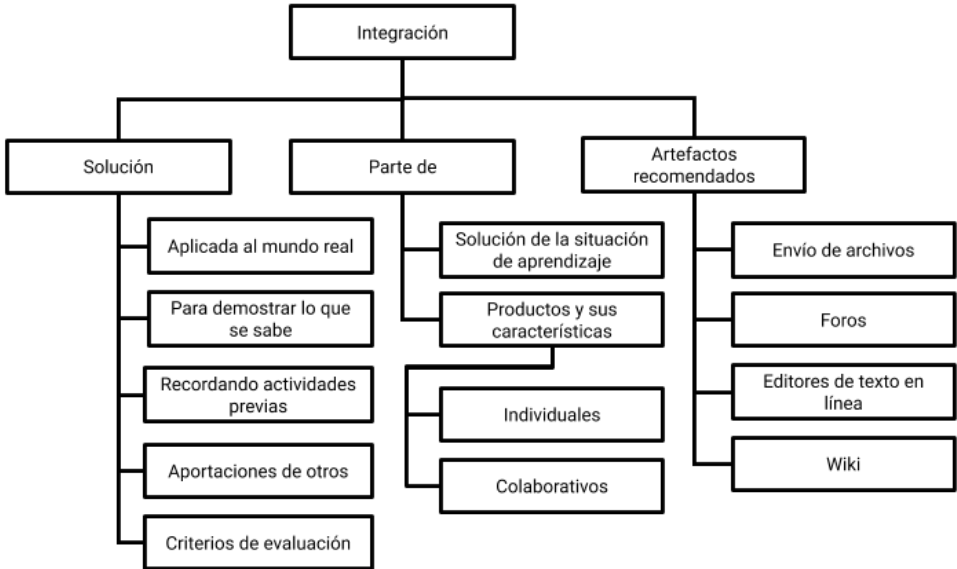 Integración
Solución
Parte de
Artefactos
recomendados
Aplicada al mundo real
Para demostrar lo que
se sabe
Recordando actividades
previas
Aportaciones de otros
Criterios de evaluación
Solución de la situación
de aprendizaje
Productos y sus
características
Individuales
Colaborativos
Envío de archivos
Foros
Editores de texto en
línea
Wiki